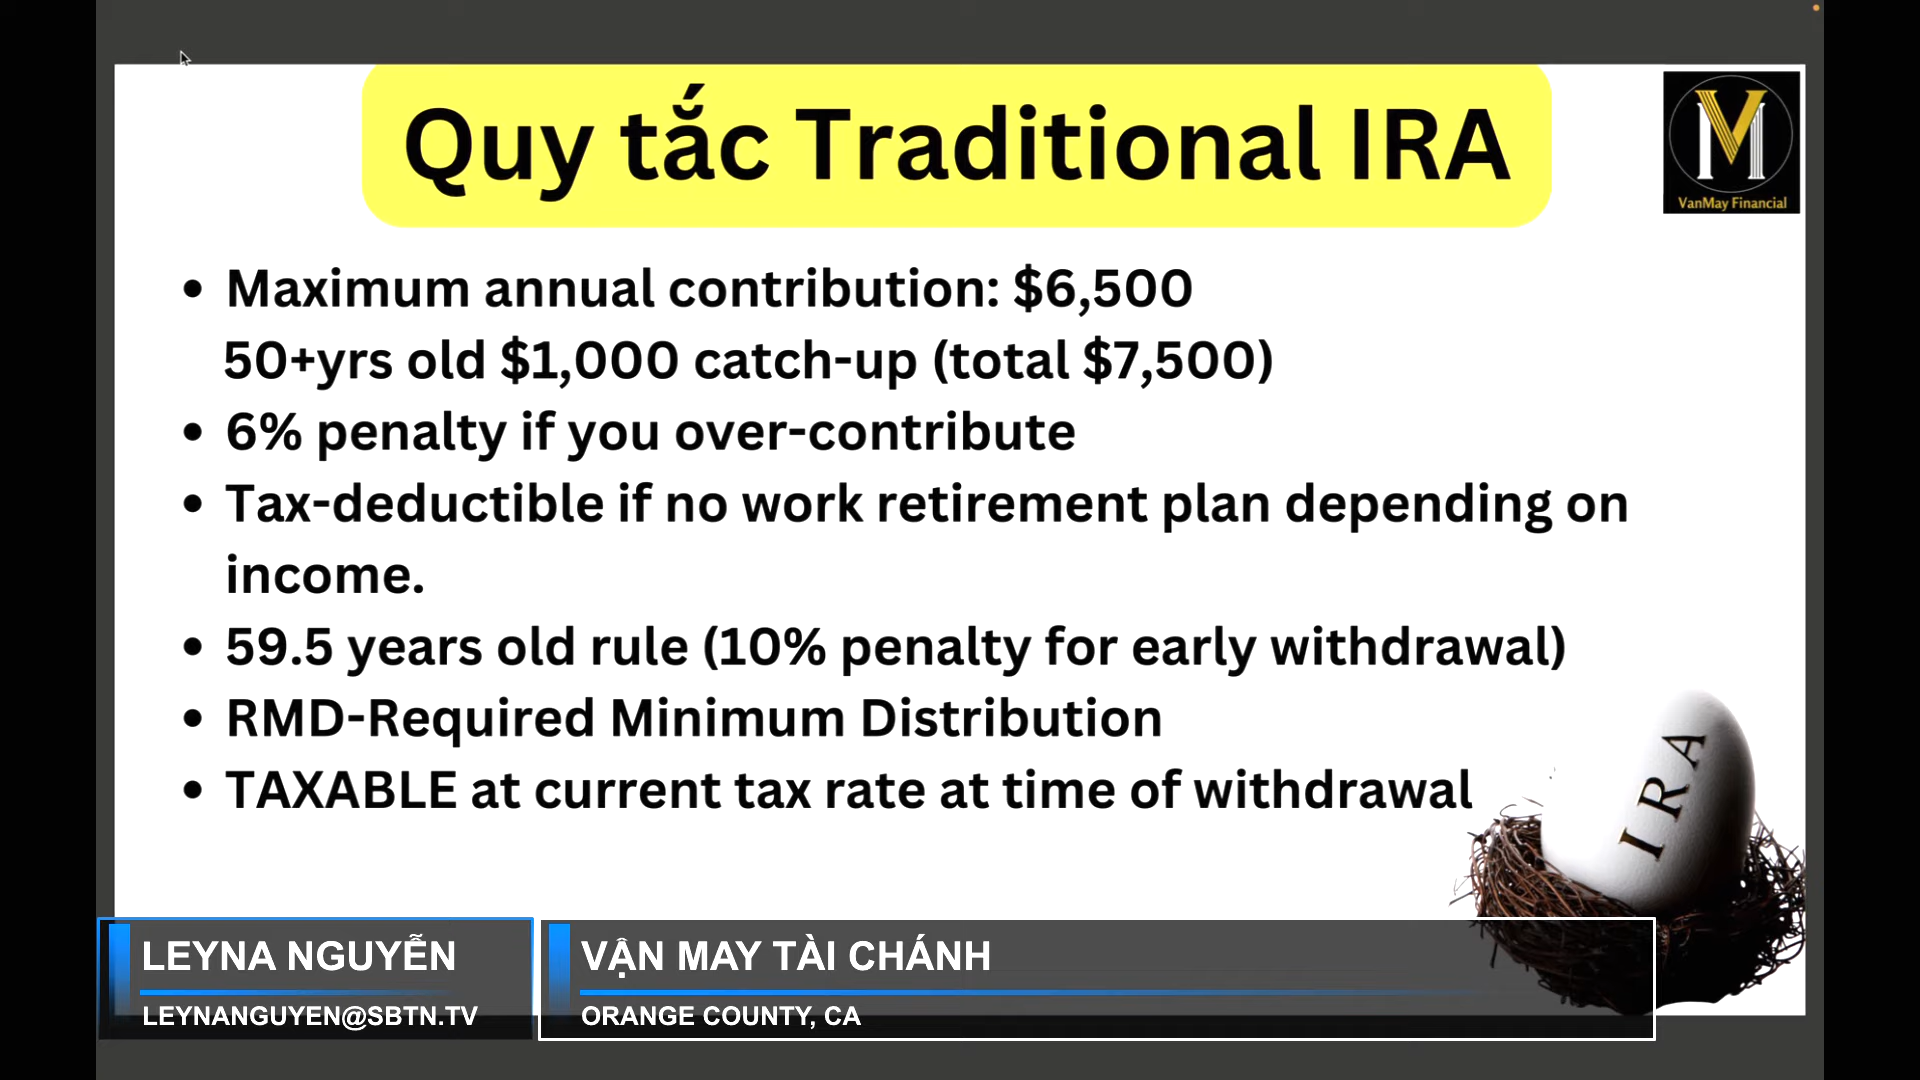 Quy tắc Traditional IRA
VanMay Financial
• Maximum annual contribution: $6,500
50+yrs old $1,000 catch-up (total $7,500)
• 6% penalty if you over-contribute
• Tax-deductible if no work retirement plan depending on
income.
• 59.5 years old rule (10% penalty for early withdrawal)
• RMD-Required Minimum Distribution
• TAXABLE at current tax rate at time of withdrawal
IRA
LEYNA NGUYỄN
LEYNANGUYEN@SBTN.TV
VẬN MAY TÀI CHÁNH
ORANGE COUNTY, CA